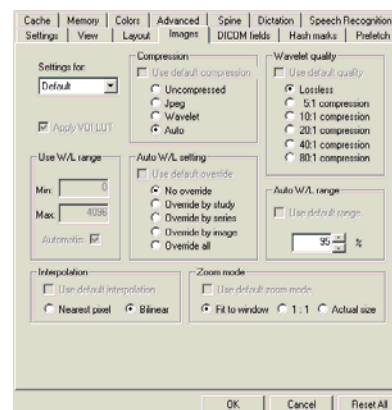 Cache Memory Colors Advanced Spine Dictation Speech Recognition
Settings View Layout Images DICOM fields Hash marks Prefetch
Settings for:
Default
Apply VOI LUT
Compression
Use default compression
Uncompressed
Jpeg
Wavelet
Auto
Wavelet quality
Use default quality
Lossless
5:1 compression
10:1 compression
20:1 compression
40:1 compression
80:1 compression
Use W/L range
Min: 0
Max: 4096
Automatic:
Auto W/L setting
Use default override
No override
Override by study
Override by series
Override by image
Override all
Auto W/L range
Use default range
95 %
Interpolation
Use default interpolation
Nearest pixel Bilinear
Zoom mode
Use default zoom mode
Fit to window 1 : 1 Actual size
OK Cancel Reset All